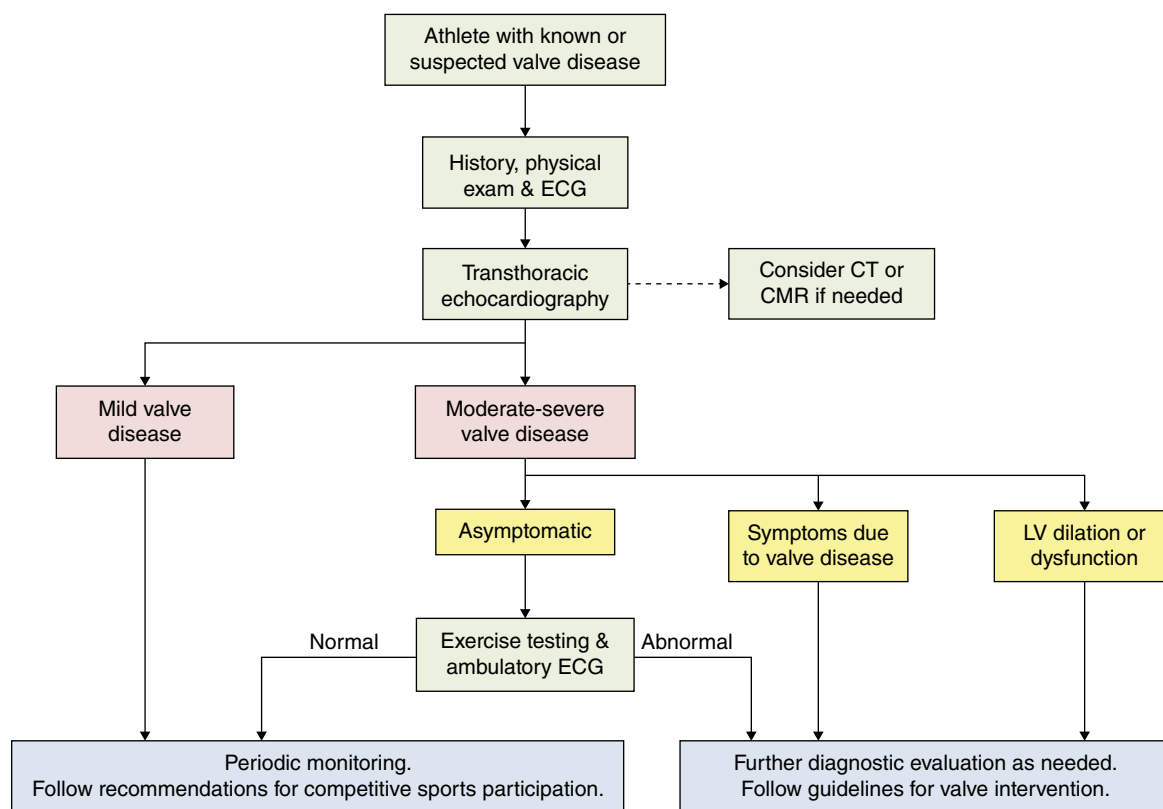 Athlete with known or
suspected valve disease
History, physical
exam & ECG
Transthoracic
echocardiography
Consider CT or
CMR if needed
Mild valve
disease
Moderate-severe
valve disease
Asymptomatic
Symptoms due
to valve disease
LV dilation or
dysfunction
Normal
Exercise testing &
ambulatory ECG
Abnormal
Periodic monitoring.
Follow recommendations for competitive sports participation.
Further diagnostic evaluation as needed.
Follow guidelines for valve intervention.